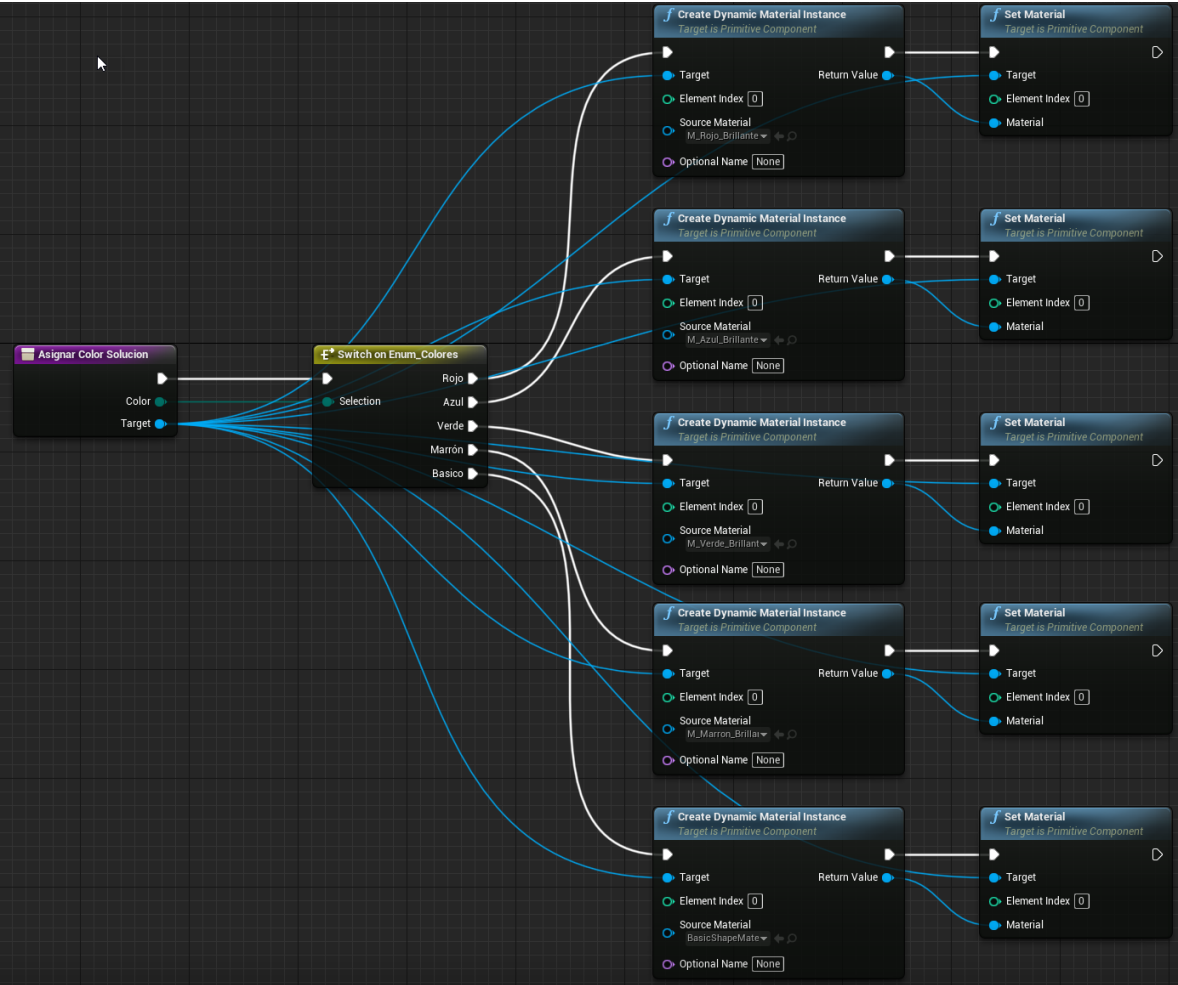 Create Dynamic Material Instance
Target is Primitive Component
Target
Return Value
Element Index 0
Source Material
M_Rojo_Brillante
Optional Name None
Set Material
Target is Primitive Component
Target
Element Index 0
Material
Create Dynamic Material Instance
Target is Primitive Component
Target
Return Value
Element Index 0
Source Material
M_Azul_Brillante
Optional Name None
Set Material
Target is Primitive Component
Target
Element Index 0
Material
Asignar Color Solucion
Color
Target
Switch on Enum_Colores
Selection
Rojo
Azul
Verde
Marrón
Basico
Create Dynamic Material Instance
Target is Primitive Component
Target
Return Value
Element Index 0
Source Material
M_Verde_Brillant
Optional Name None
Set Material
Target is Primitive Component
Target
Element Index 0
Material
Create Dynamic Material Instance
Target is Primitive Component
Target
Return Value
Element Index 0
Source Material
M_Marron_Brillai
Optional Name None
Set Material
Target is Primitive Component
Target
Element Index 0
Material
Create Dynamic Material Instance
Target is Primitive Component
Target
Return Value
Element Index 0
Source Material
BasicShapeMate
Optional Name None
Set Material
Target is Primitive Component
Target
Element Index 0
Material